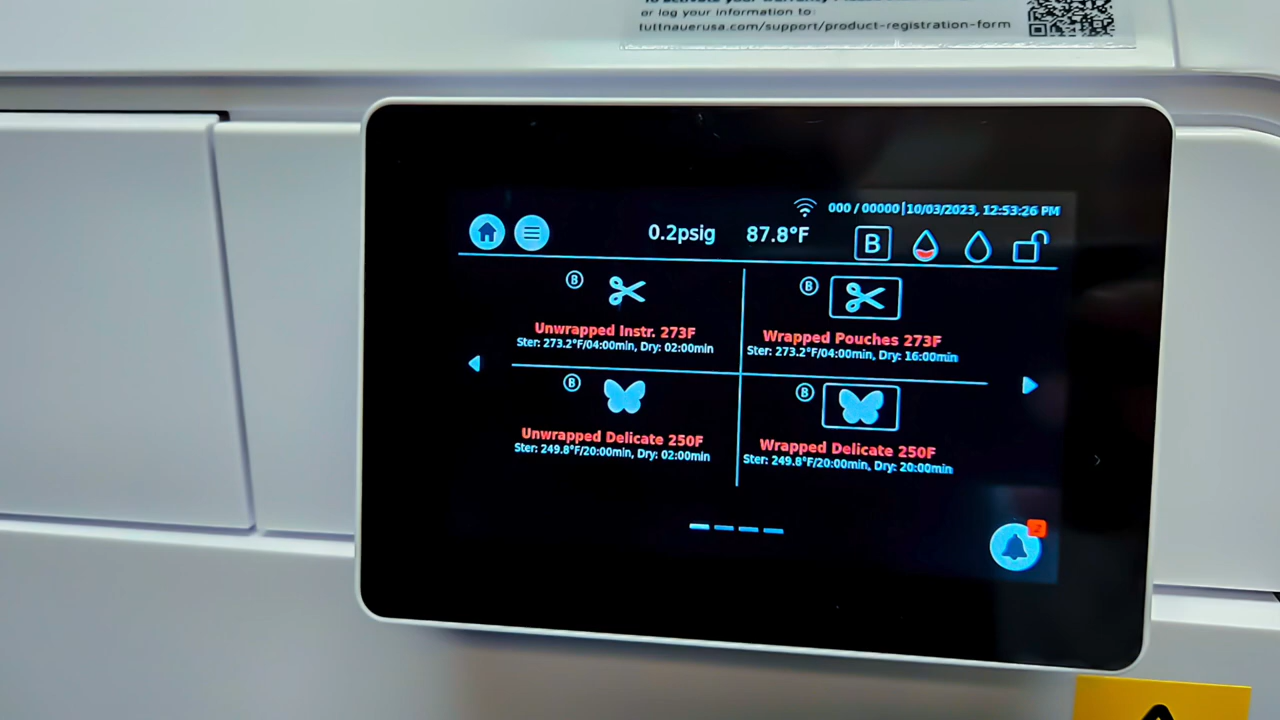 or log your information to:
tuttnauerusa.com/support/product-registration-form
000 / 00000|10/03/2023, 12:53:26 PM
0.2psig 87.8°F B
B
Unwrapped Instr. 273F
Ster: 273.2°F/04:00min, Dry: 02:00min
B
Wrapped Pouches 273F
Ster: 273.2°F/04:00min, Dry: 16:00min
B
Unwrapped Delicate 250F
Ster: 249.8°F/20:00min, Dry: 02:00min
B
Wrapped Delicate 250F
Ster: 249.8°F/20:00min, Dry: 20:00min
2